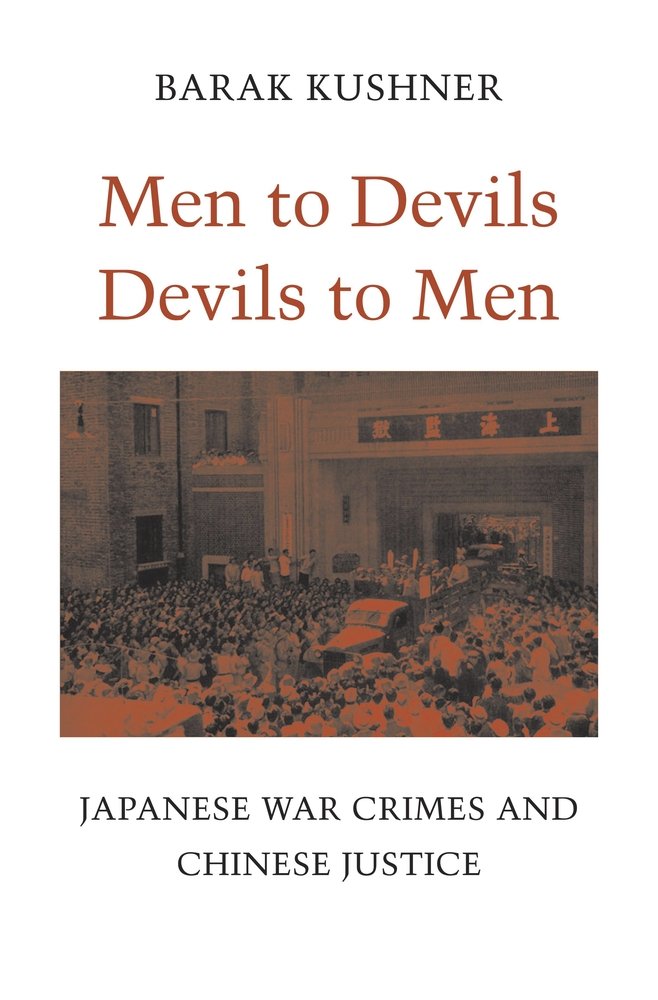 BARAK KUSHNER
Men to Devils
Devils to Men
獄監海上
JAPANESE WAR CRIMES AND
CHINESE JUSTICE